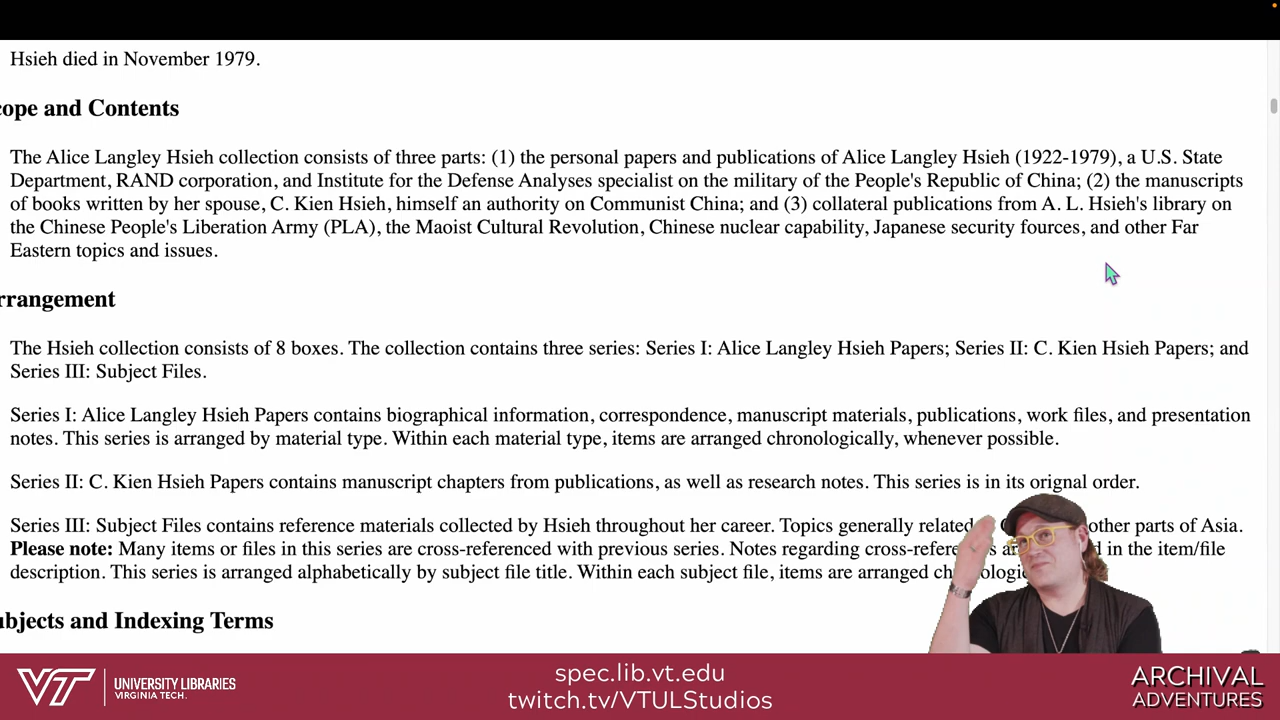 Hsieh died in November 1979.
cope and Contents
The Alice Langley Hsieh collection consists of three parts: (1) the personal papers and publications of Alice Langley Hsieh (1922-1979), a U.S. State
Department, RAND corporation, and Institute for the Defense Analyses specialist on the military of the People's Republic of China; (2) the manuscripts
of books written by her spouse, C. Kien Hsieh, himself an authority on Communist China; and (3) collateral publications from A. L. Hsieh's library on
the Chinese People's Liberation Army (PLA), the Maoist Cultural Revolution, Chinese nuclear capability, Japanese security fources, and other Far
Eastern topics and issues.
rrangement
The Hsieh collection consists of 8 boxes. The collection contains three series: Series I: Alice Langley Hsieh Papers; Series II: C. Kien Hsieh Papers; and
Series III: Subject Files.
Series I: Alice Langley Hsieh Papers contains biographical information, correspondence, manuscript materials, publications, work files, and presentation
notes. This series is arranged by material type. Within each material type, items are arranged chronologically, whenever possible.
Series II: C. Kien Hsieh Papers contains manuscript chapters from publications, as well as research notes. This series is in its orignal order.
Series III: Subject Files contains reference materials collected by Hsieh throughout her career. Topics generally related other parts of Asia.
Please note: Many items or files in this series are cross-referenced with previous series. Notes regarding in the item/file
description. This series is arranged alphabetically by subject file title. Within each subject file, items are arranged
ubjects and Indexing Terms
VT UNIVERSITY LIBRARIES
VIRGINIA TECH.
spec.lib.vt.edu
twitch.tv/VTULStudios
ARCHIVAL
ADVENTURES